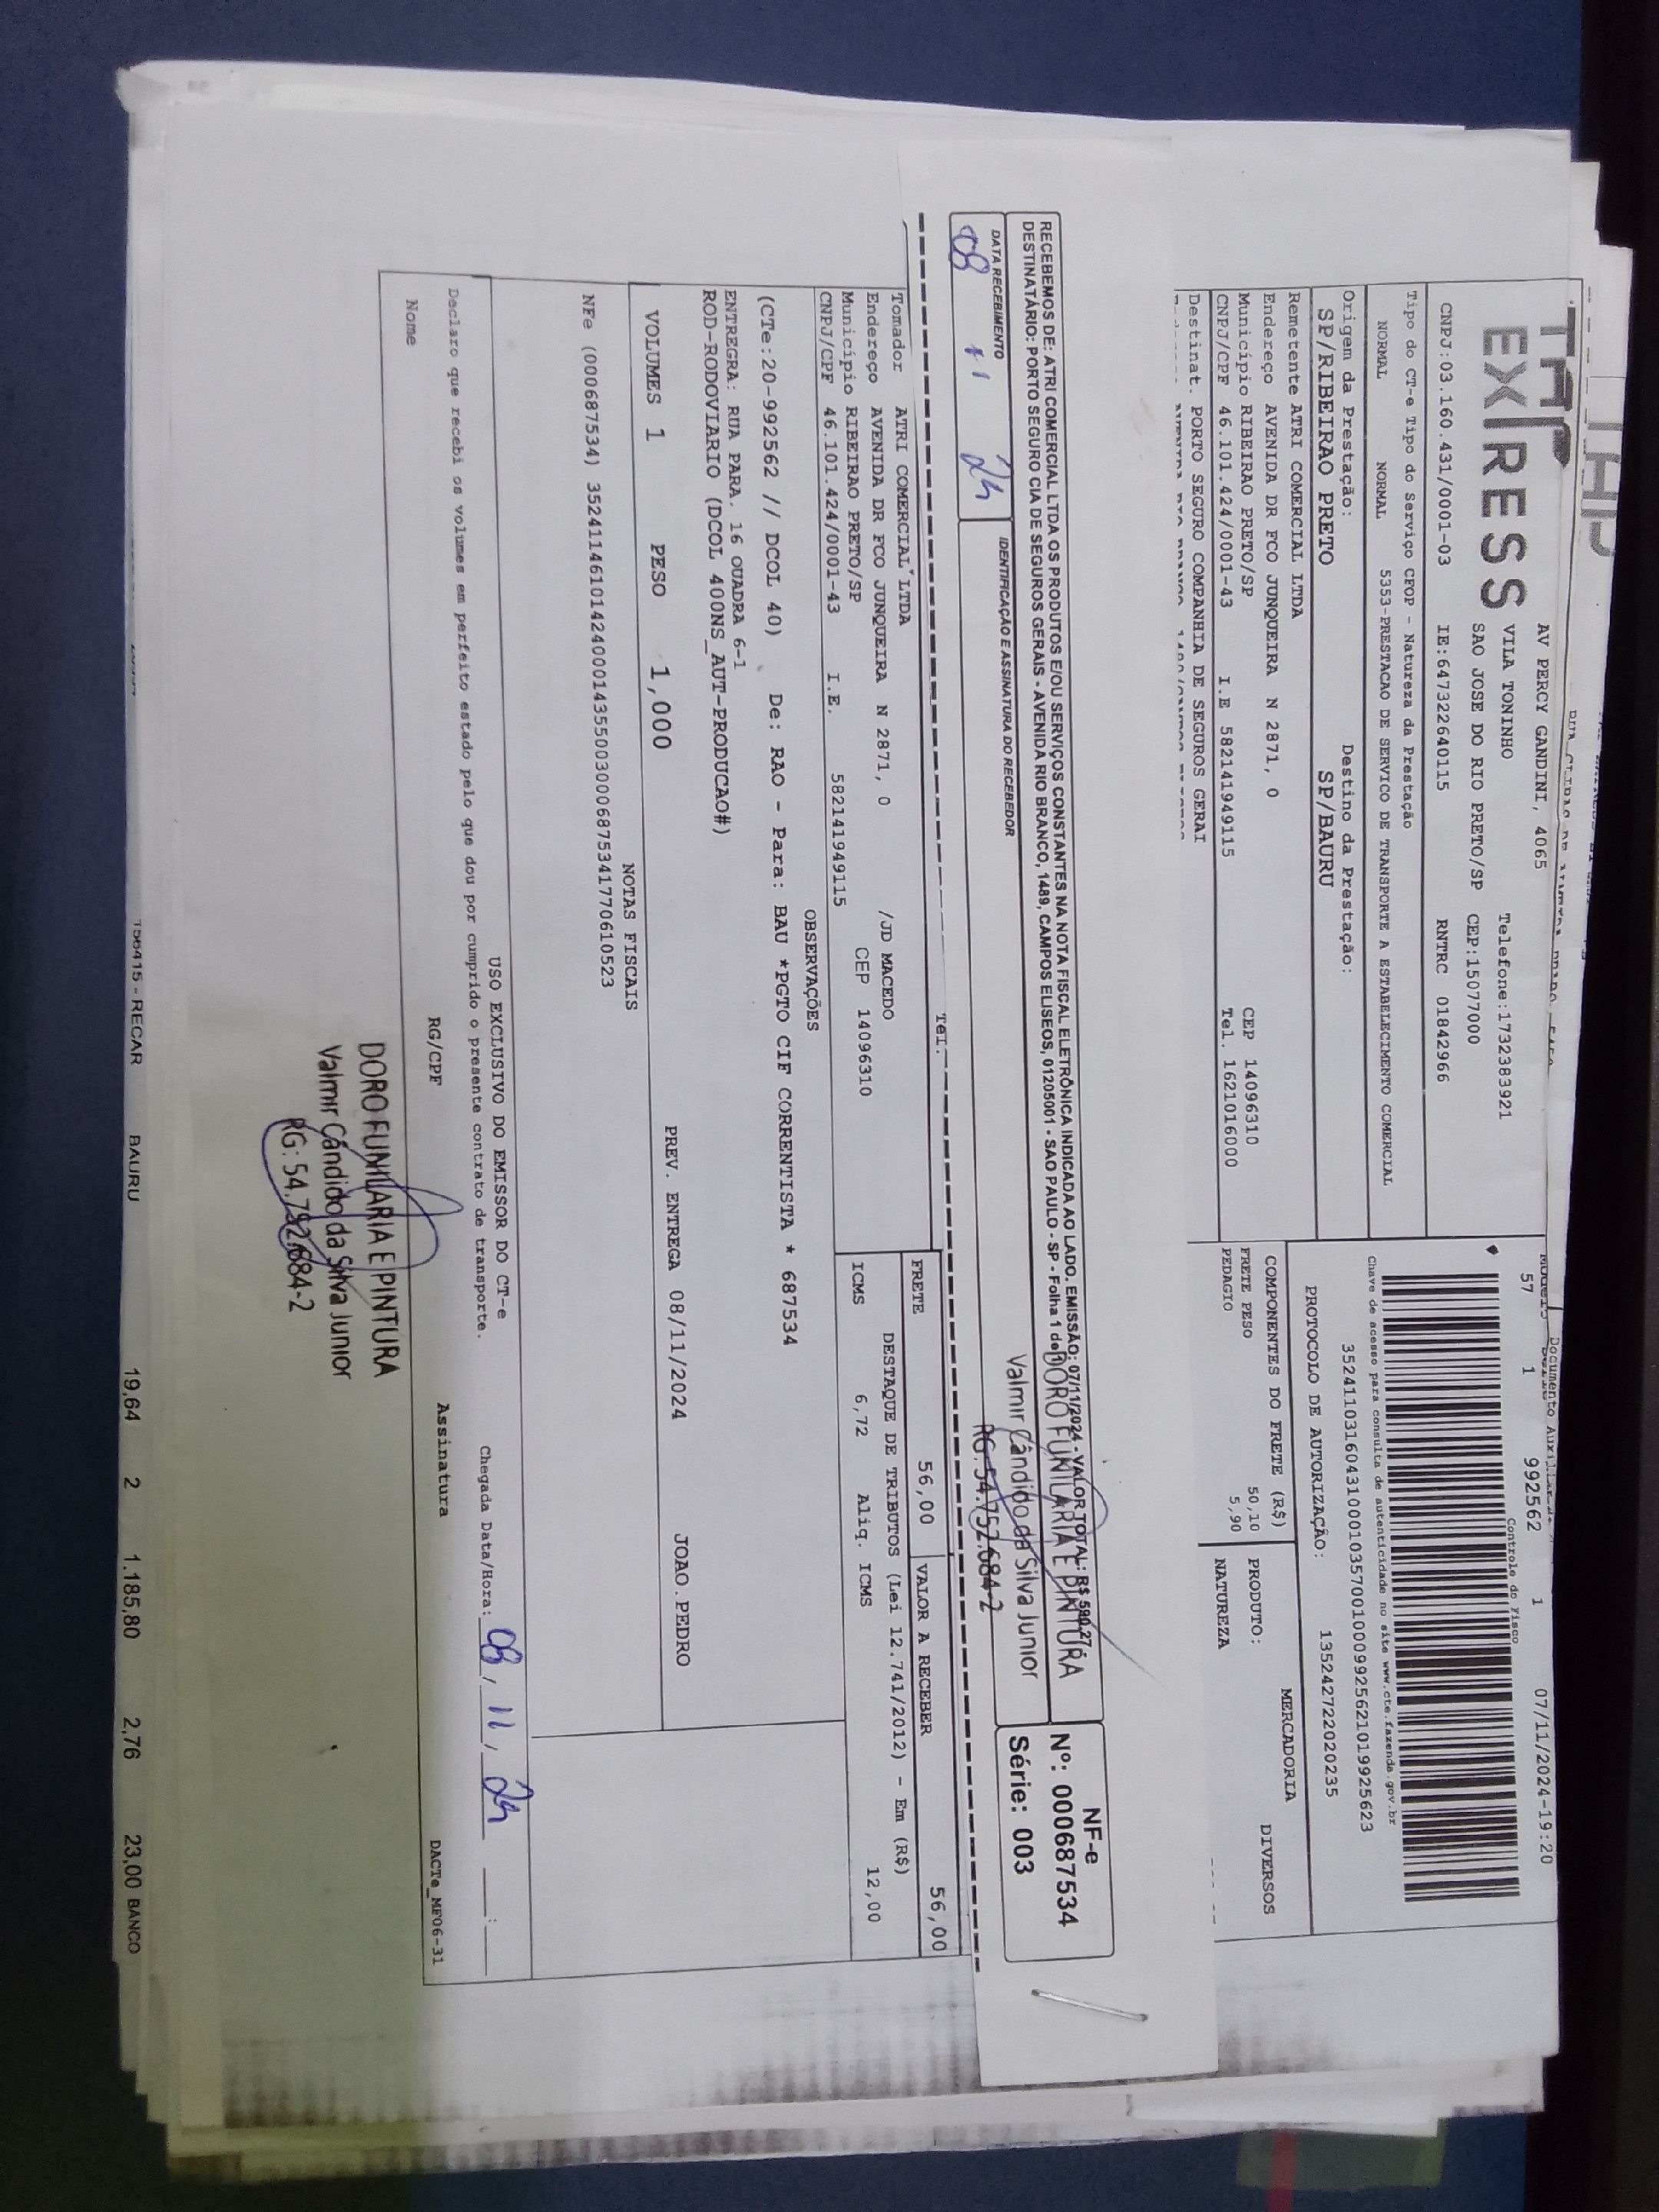 EXPRESS
AV PERCY GANDINI, 4065
VILA TONINHO
Telefone:1732383921
SAO JOSE DO RIO PRETO/SP CEP:15077000
CNPJ:03.160.431/0001-03 IE:647322640115 RNTRC 01842966
Documento
57 1 992562 1 07/11/2024-19:20
Controle do Fisco
Tipo do CT-e Tipo do Serviço CFOP - Natureza da Prestação
NORMAL NORMAL 5353-PRESTACAO DE SERVICO DE TRANSPORTE A ESTABELECIMENTO COMERCIAL
Chave de acesso para consulta de autenticidade no site www.cte.fazenda.gov.br
35241103160431000103570010009925621019925623
Origem da Prestação: Destino da Prestação:
SP/RIBEIRAO PRETO SP/BAURU
PROTOCOLO DE AUTORIZAÇÃO: 135242722020235
Remetente ATRI COMERCIAL LTDA
Endereço AVENIDA DR FCO JUNQUEIRA N 2871, 0
Município RIBEIRAO PRETO/SP CEP 14096310
CNPJ/CPF 46.101.424/0001-43 I.E 582141949115 Tel. 1621016000
COMPONENTES DO FRETE (R$) MERCADORIA
FRETE PESO 50,10 PRODUTO: DIVERSOS
PEDAGIO 5,90 NATUREZA
Destinat. PORTO SEGURO COMPANHIA DE SEGUROS GERAI
RECEBEMOS DE: ATRI COMERCIAL LTDA OS PRODUTOS E/OU SERVIÇOS CONSTANTES NA NOTA FISCAL ELETRÔNICA INDICADA AO LADO. EMISSÃO: 07/11/2024 - VALOR TOTAL: R$ 590,27
DESTINATÁRIO: PORTO SEGURO CIA DE SEGUROS GERAIS - AVENIDA RIO BRANCO, 1489, CAMPOS ELISEOS, 01205001 - SAO PAULO - SP - Folha 1 de
DATA RECEBIMENTO IDENTIFICAÇÃO E ASSINATURA DO RECEBEDOR
08 11 24
DORO FUNILARIA E PINTURA
Valmir Cândido da Silva Junior
RG: 54.752.684-2
NF-e
Nº: 000687534
Série: 003
Tel.
FRETE 56,00 VALOR A RECEBER 56,00
Tomador ATRI COMERCIAL LTDA
Endereço AVENIDA DR FCO JUNQUEIRA N 2871, 0 /JD MACEDO
Município RIBEIRAO PRETO/SP CEP 14096310
CNPJ/CPF 46.101.424/0001-43 I.E. 582141949115
DESTAQUE DE TRIBUTOS (Lei 12.741/2012) - Em (R$)
ICMS 6,72 Aliq. ICMS 12,00
OBSERVAÇÕES
(CTe:20-992562 // DCOL 40) De: RAO - Para: BAU *PGTO CIF CORRENTISTA * 687534
ENTREGRA: RUA PARA. 16 QUADRA 6-1
ROD-RODOVIARIO (DCOL 400NS_AUT-PRODUCAO#)
VOLUMES 1 PESO 1,000 PREV. ENTREGA 08/11/2024 JOAO.PEDRO
NOTAS FISCAIS
NFe (000687534) 35241146101424000143550030006875341770610523
USO EXCLUSIVO DO EMISSOR DO CT-e
Declaro que recebi os volumes em perfeito estado pelo que dou por cumprido o presente contrato de transporte.
Chegada Data/Hora: 08/11/24 __:__
Nome RG/CPF Assinatura
DACTe_MF06-31
DORO FUNILARIA E PINTURA
Valmir Cândido da Silva Junior
RG: 54.752.684-2
156415 - RECAR BAURU 19,64 2 1.185,80 2,76 23,00 BANCO